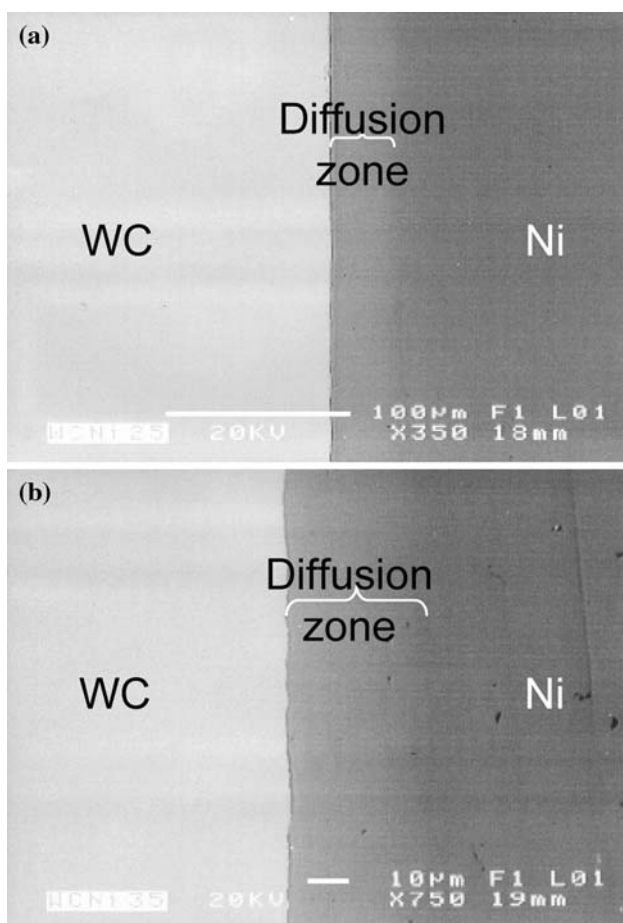 (a)
Diffusion
zone
WC
Ni
100µm F1 L01
WCNi25 20KV X350 18mm
(b)
Diffusion
zone
WC
Ni
10µm F1 L01
WCNi35 20KV X750 19mm